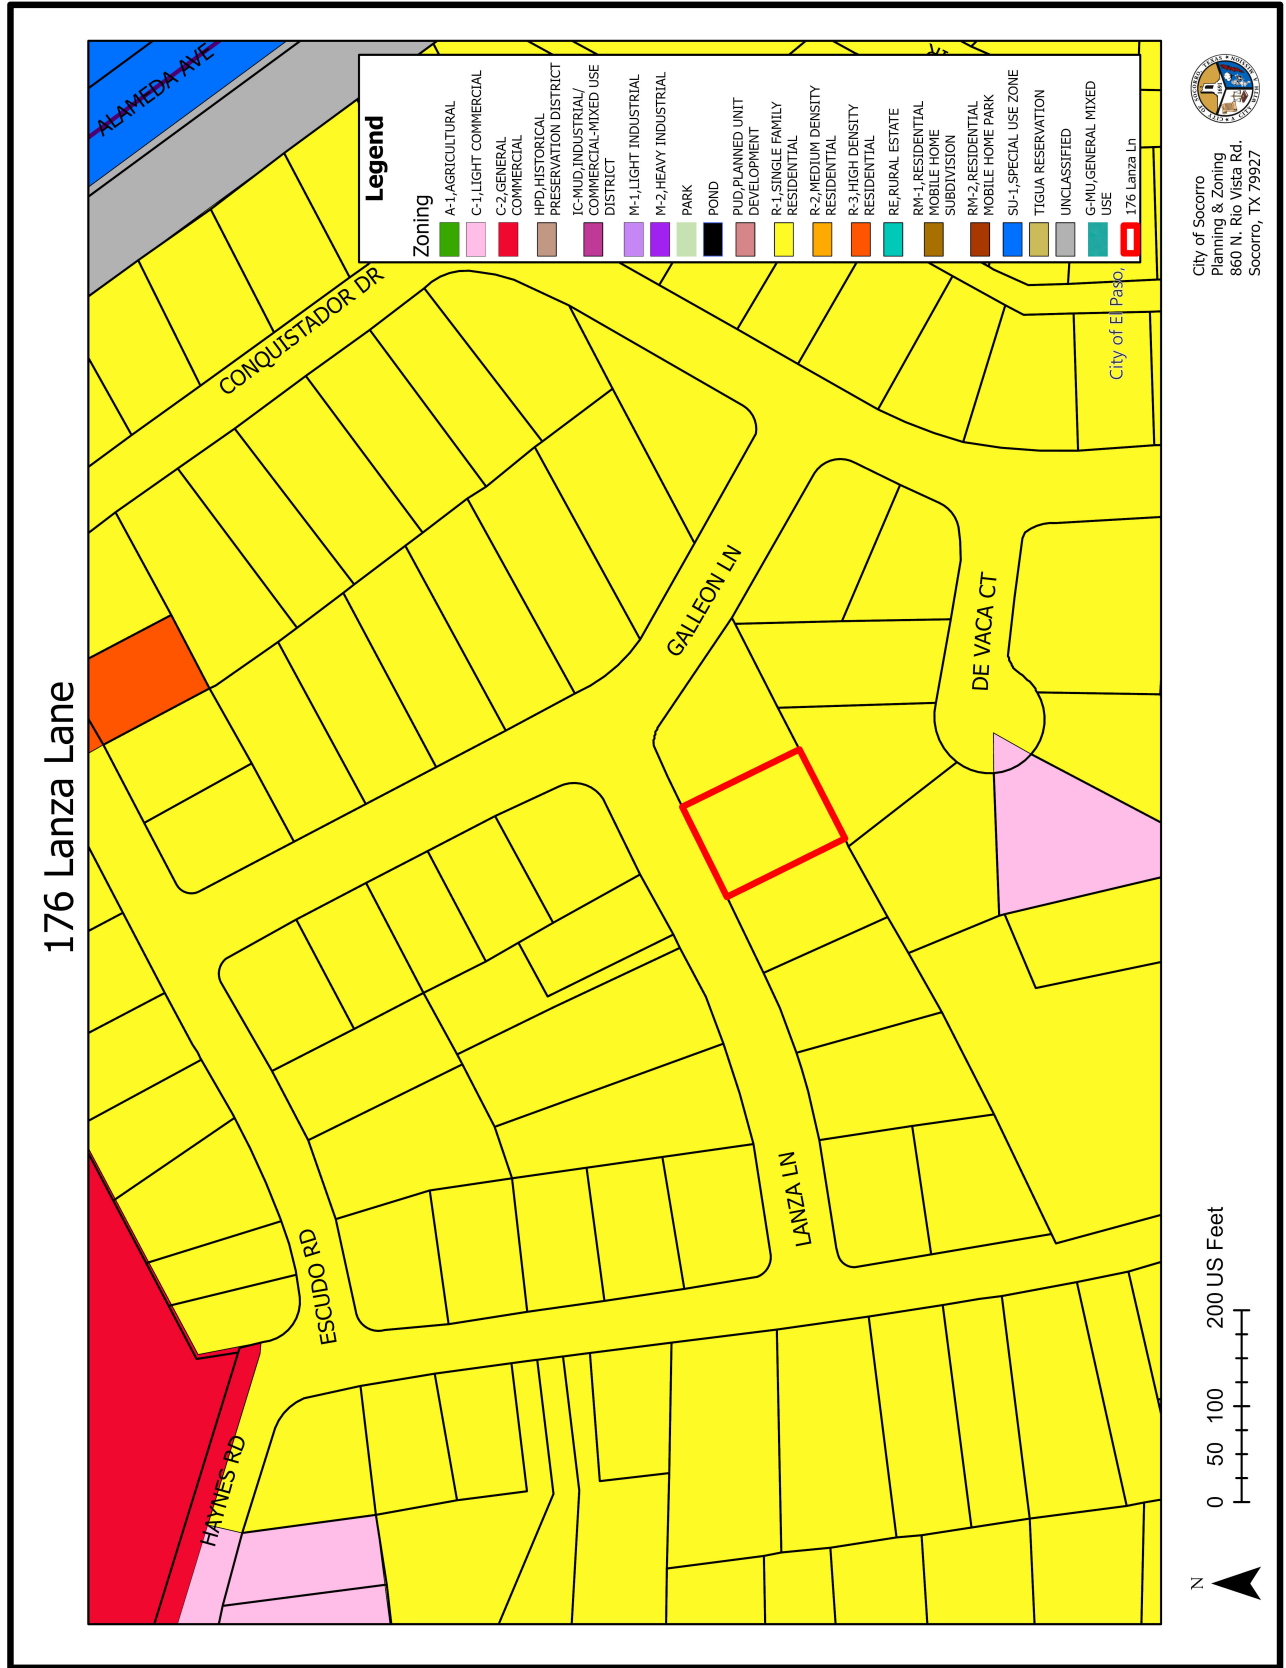 176 Lanza Lane
ALAMEDA AVE
CONQUISTADOR DR
GALLEON LN
DE VACA CT
LANZA LN
ESCUDO RD
HAYNES RD
Legend
Zoning
A-1,AGRICULTURAL
C-1,LIGHT COMMERCIAL
C-2,GENERAL
COMMERCIAL
HPD,HISTORICAL
PRESERVATION DISTRICT
IC-MUD,INDUSTRIAL/
COMMERCIAL-MIXED USE
DISTRICT
M-1,LIGHT INDUSTRIAL
M-2,HEAVY INDUSTRIAL
PARK
POND
PUD,PLANNED UNIT
DEVELOPMENT
R-1,SINGLE FAMILY
RESIDENTIAL
R-2,MEDIUM DENSITY
RESIDENTIAL
R-3,HIGH DENSITY
RESIDENTIAL
RE,RURAL ESTATE
RM-1,RESIDENTIAL
MOBILE HOME
SUBDIVISION
RM-2,RESIDENTIAL
MOBILE HOME PARK
SU-1,SPECIAL USE ZONE
TIGUA RESERVATION
UNCLASSIFIED
G-MU,GENERAL MIXED
USE
176 Lanza Ln
City of El Paso,
N
0 50 100 200 US Feet
City of Socorro
Planning & Zoning
860 N. Rio Vista Rd.
Socorro, TX 79927